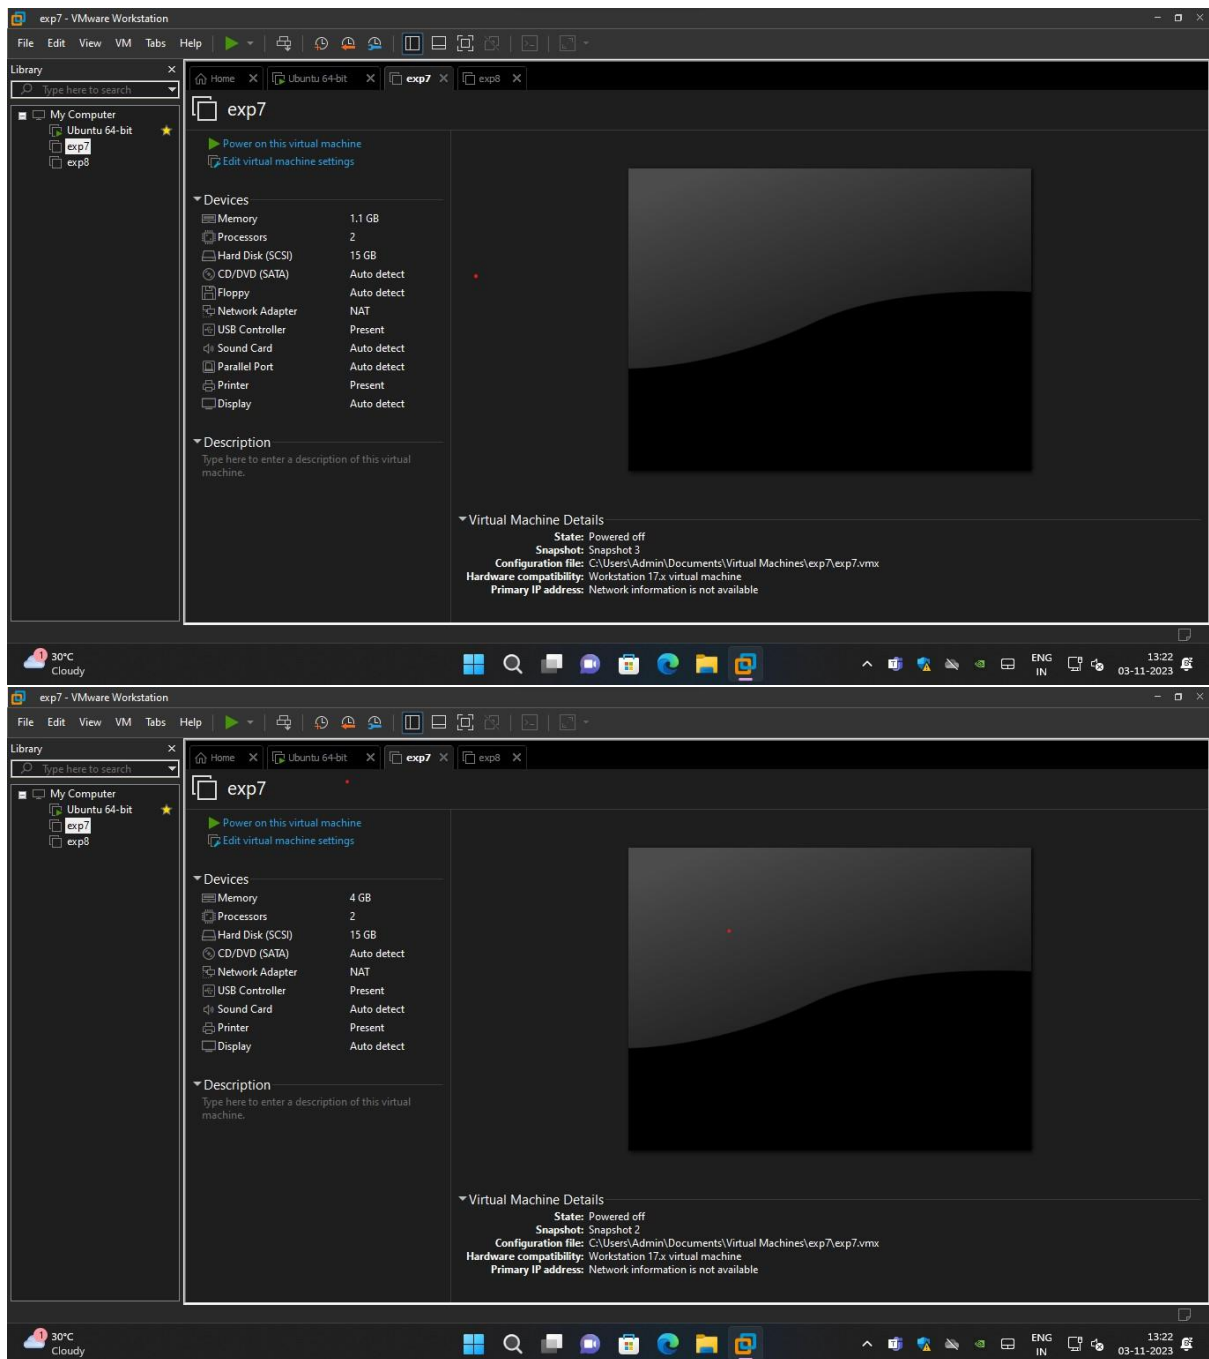 exp7 - VMware Workstation
File Edit View VM Tabs Help
Library
Home Ubuntu 64-bit exp7 exp8
Type here to search
exp7
My Computer
Ubuntu 64-bit
exp7
exp8
Power on this virtual machine
Edit virtual machine settings
Devices
Memory 1.1 GB
Processors 2
Hard Disk (SCSI) 15 GB
CD/DVD (SATA) Auto detect
Floppy Auto detect
Network Adapter NAT
USB Controller Present
Sound Card Auto detect
Parallel Port Auto detect
Printer Present
Display Auto detect
Description
Type here to enter a description of this virtual
machine.
Virtual Machine Details
State: Powered off
Snapshot: Snapshot 3
Configuration file: C:\Users\Admin\Documents\Virtual Machines\exp7\exp7.vmx
Hardware compatibility: Workstation 17.x virtual machine
Primary IP address: Network information is not available
1
30°C
Cloudy
ENG
IN
13:22
03-11-2023
exp7 - VMware Workstation
File Edit View VM Tabs Help
Library
Home Ubuntu 64-bit exp7 exp8
Type here to search
exp7
My Computer
Ubuntu 64-bit
exp7
exp8
Power on this virtual machine
Edit virtual machine settings
Devices
Memory 4 GB
Processors 2
Hard Disk (SCSI) 15 GB
CD/DVD (SATA) Auto detect
Network Adapter NAT
USB Controller Present
Sound Card Auto detect
Printer Present
Display Auto detect
Description
Type here to enter a description of this virtual
machine.
Virtual Machine Details
State: Powered off
Snapshot: Snapshot 2
Configuration file: C:\Users\Admin\Documents\Virtual Machines\exp7\exp7.vmx
Hardware compatibility: Workstation 17.x virtual machine
Primary IP address: Network information is not available
1
30°C
Cloudy
ENG
IN
13:22
03-11-2023